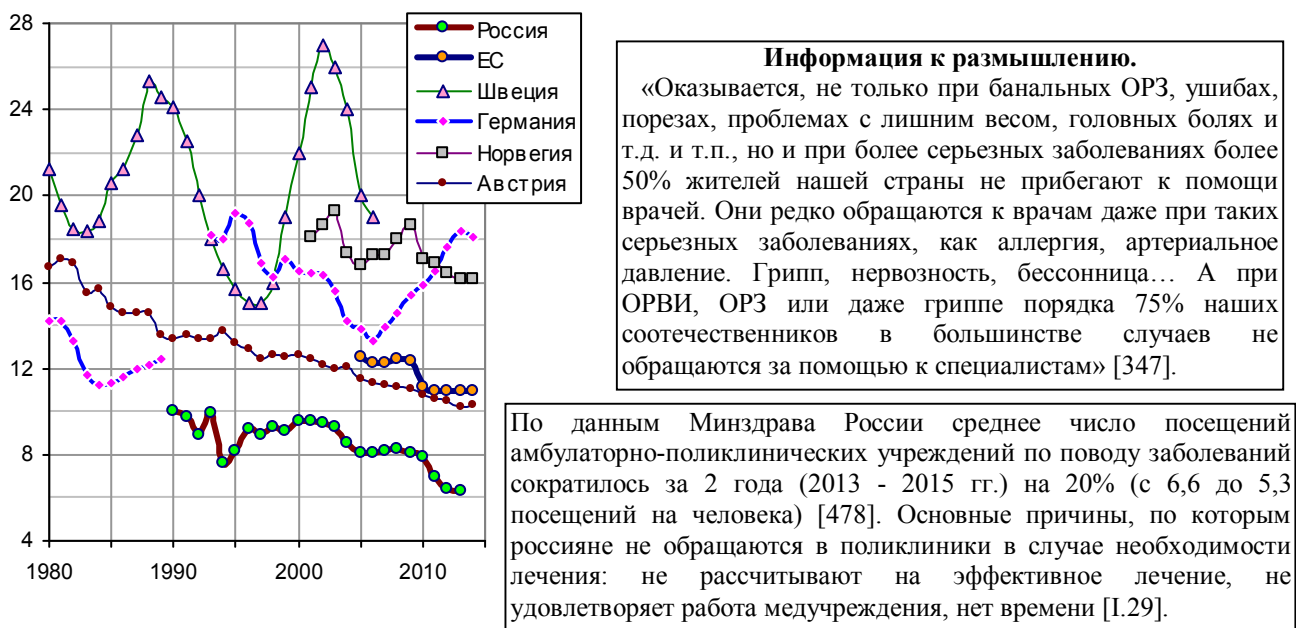 28
24
20
16
12
8
4
1980
1990
2000
2010
Россия
ЕС
Швеция
Германия
Норвегия
Австрия
Информация к размышлению.
«Оказывается, не только при банальных ОРЗ, ушибах,
порезах, проблемах с лишним весом, головных болях и
т.д. и т.п., но и при более серьезных заболеваниях более
50% жителей нашей страны не прибегают к помощи
врачей. Они редко обращаются к врачам даже при таких
серьезных заболеваниях, как аллергия, артериальное
давление. Грипп, нервозность, бессонница… А при
ОРВИ, ОРЗ или даже гриппе порядка 75% наших
соотечественников в большинстве случаев не
обращаются за помощью к специалистам» [347].
По данным Минздрава России среднее число посещений
амбулаторно-поликлинических учреждений по поводу заболеваний
сократилось за 2 года (2013 - 2015 гг.) на 20% (с 6,6 до 5,3
посещений на человека) [478]. Основные причины, по которым
россияне не обращаются в поликлиники в случае необходимости
лечения: не рассчитывают на эффективное лечение, не
удовлетворяет работа медучреждения, нет времени [I.29].